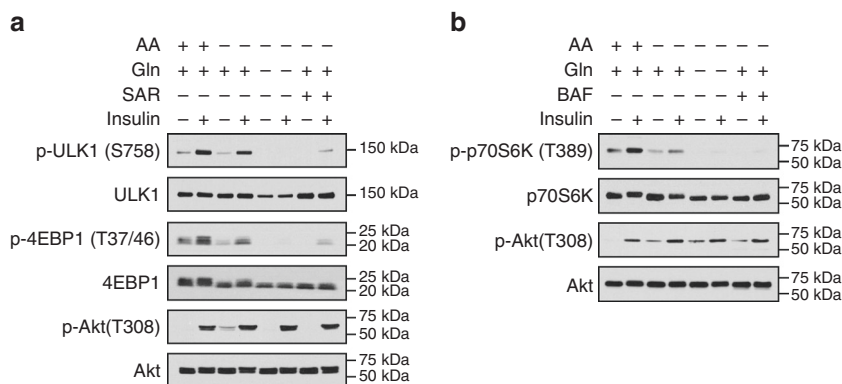 a
AA + + − − − − − −
Gln + + + + − − + +
SAR − − − − − − + +
Insulin − + − + − + − +
p-ULK1 (S758) 150 kDa
ULK1 150 kDa
p-4EBP1 (T37/46) 25 kDa
20 kDa
4EBP1 25 kDa
20 kDa
p-Akt(T308) 75 kDa
50 kDa
Akt 75 kDa
50 kDa
b
AA + + − − − − − −
Gln + + + + − − + +
BAF − − − − − − + +
Insulin − + − + − + − +
p-p70S6K (T389) 75 kDa
50 kDa
p70S6K 75 kDa
50 kDa
p-Akt(T308) 75 kDa
50 kDa
Akt 75 kDa
50 kDa